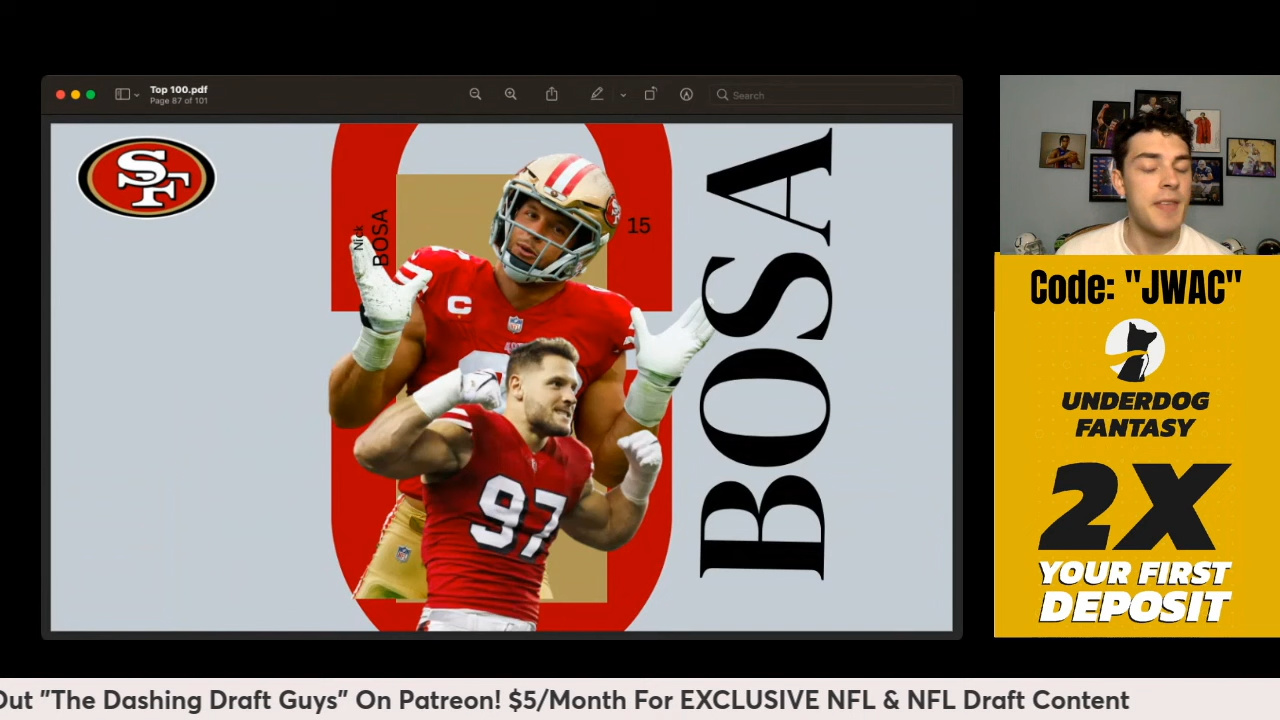 Top 100.pdf
Page 87 of 101
Search
SF
Nick
BOSA
15
C
97
BOSA
Code: "JWAC"
UNDERDOG
FANTASY
2X
YOUR FIRST
DEPOSIT
Out "The Dashing Draft Guys" On Patreon! $5/Month For EXCLUSIVE NFL & NFL Draft Content